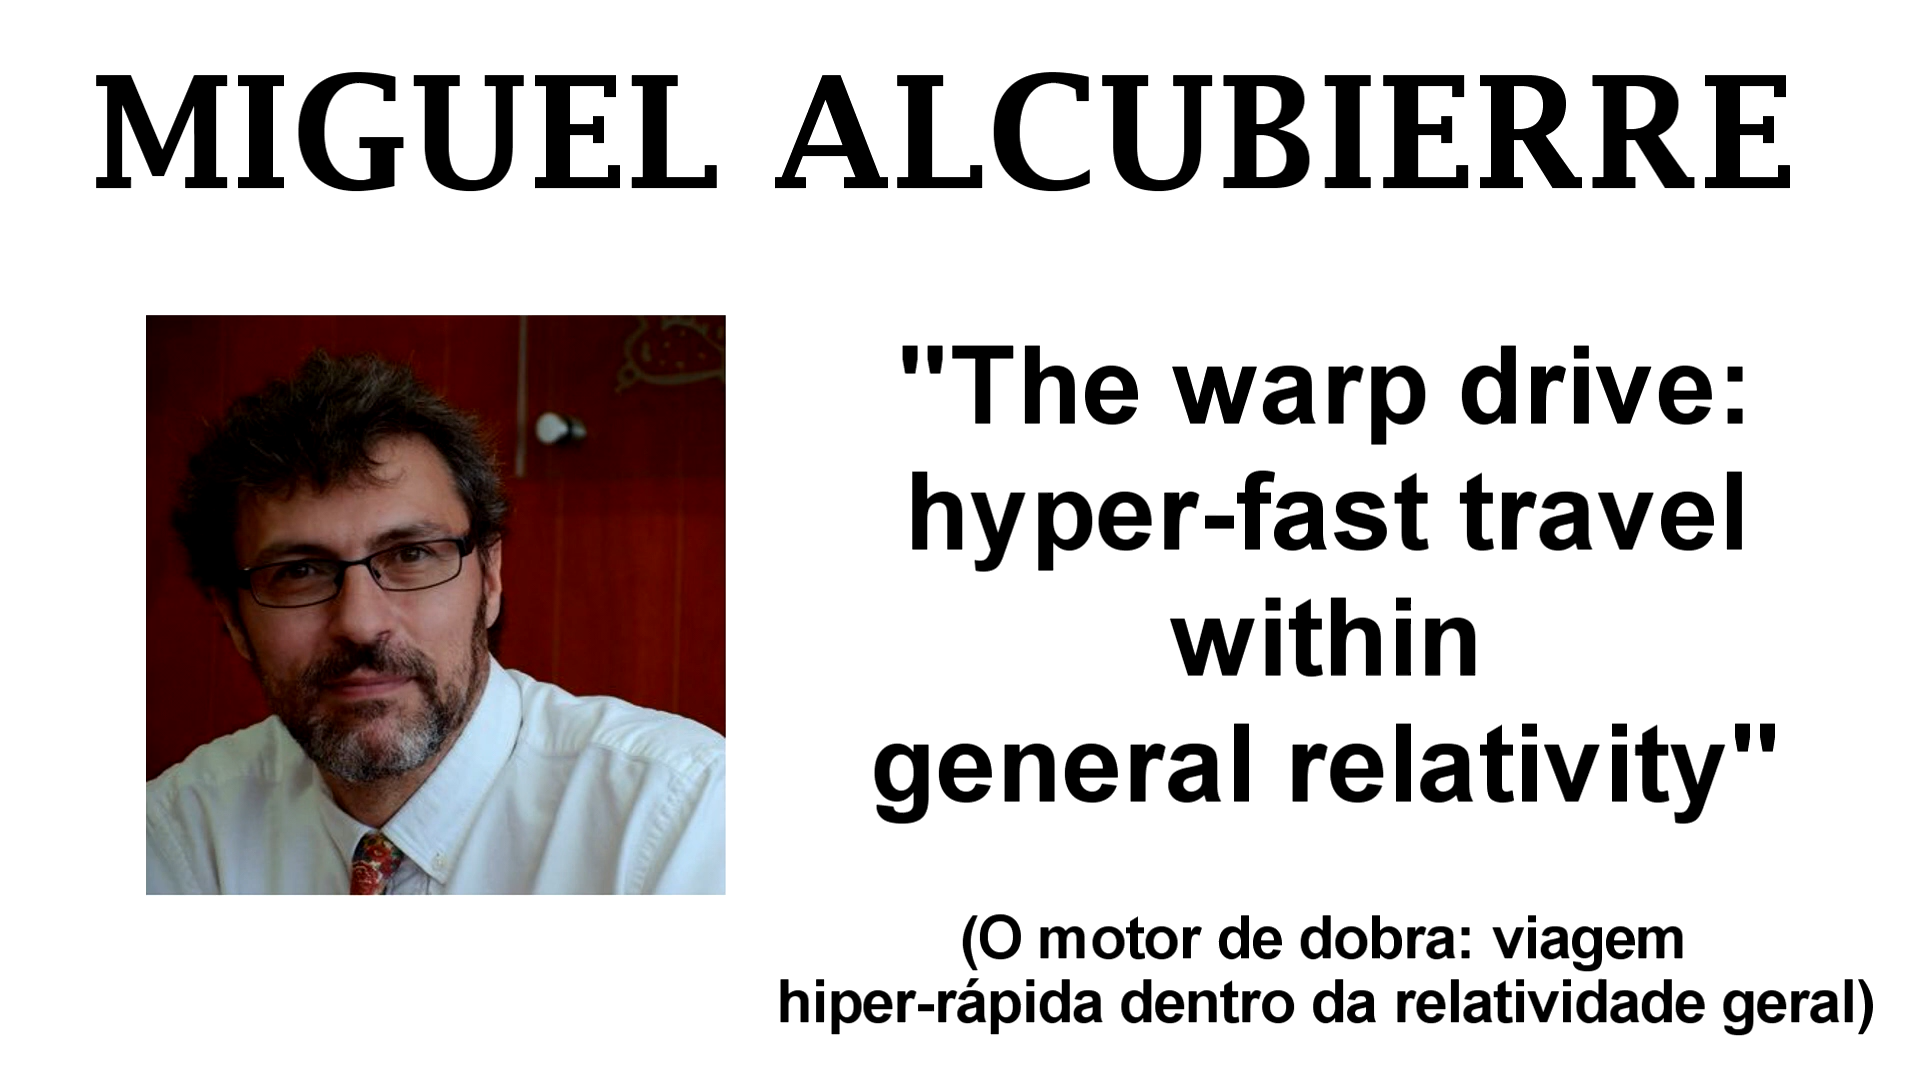 MIGUEL ALCUBIERRE
"The warp drive:
hyper-fast travel
within
general relativity"
(O motor de dobra: viagem
hiper-rápida dentro da relatividade geral)